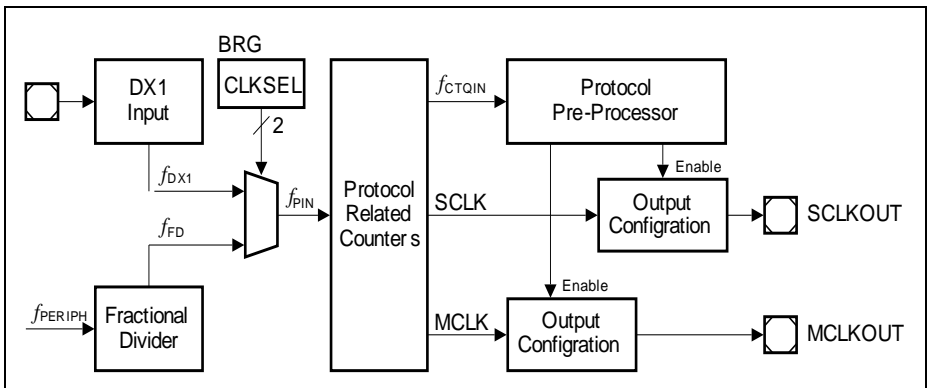 BRG
CLKSEL
2
DX1
Input
fDX1
fFD
fPERIPH
Fractional
Divider
fPIN
Protocol
Related
Counters
fCTQIN
Protocol
Pre-Processor
Enable
SCLK
Output
Configration
SCLKOUT
Enable
MCLK
Output
Configration
MCLKOUT